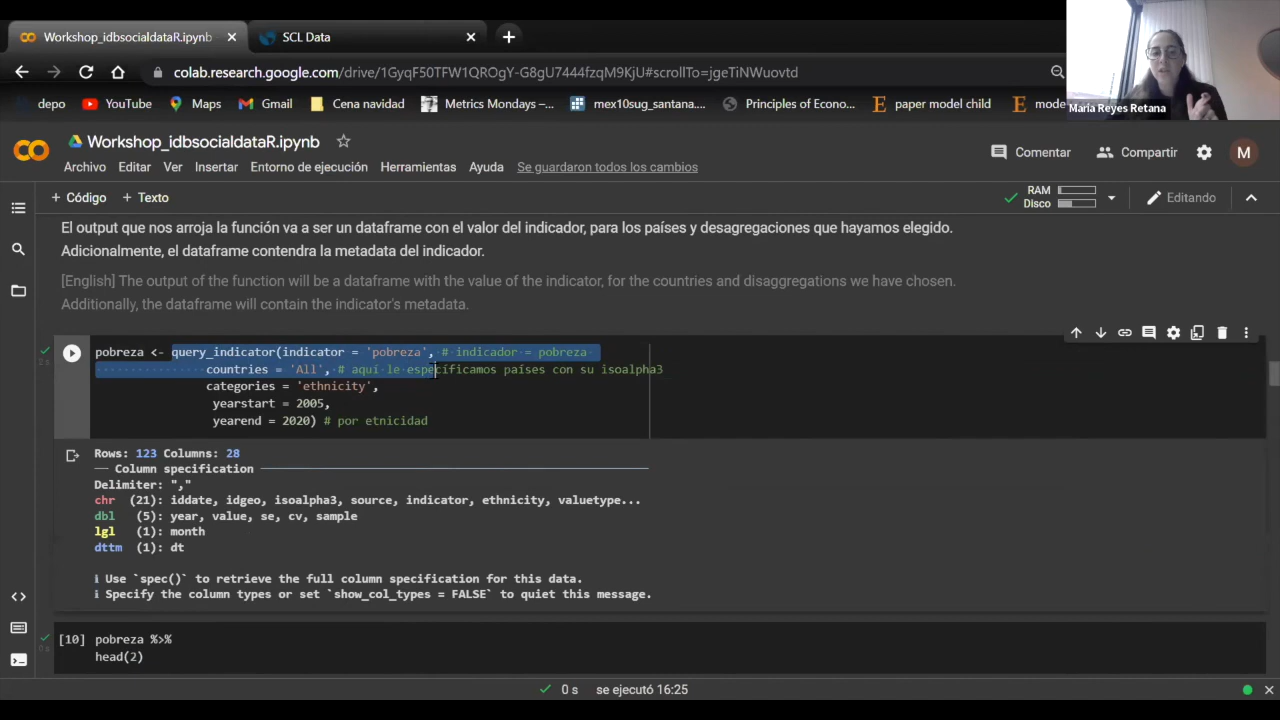 Workshop_idbsocialdataR.ipynb
SCL Data
colab.research.google.com/drive/1GyqF50TFW1QROgY-G8gU7444fzqM9KjU#scrollTo=jgeTiNWuovtd
depo YouTube Maps Gmail Cena navidad Metrics Mondays –... mex10sug_santana.... Principles of Econo... paper model child
María Reyes Retana
Workshop_idbsocialdataR.ipynb
Comentar Compartir M
Archivo Editar Ver Insertar Entorno de ejecución Herramientas Ayuda Se guardaron todos los cambios
+ Código + Texto
RAM
Disco
Editando
El output que nos arroja la función va a ser un dataframe con el valor del indicador, para los países y desagregaciones que hayamos elegido.
Adicionalmente, el dataframe contendra la metadata del indicador.
[English] The output of the function will be a dataframe with the value of the indicator, for the countries and disaggregations we have chosen.
Additionally, the dataframe will contain the indicator's metadata.
pobreza <- query_indicator(indicator = 'pobreza', # indicador = pobreza
countries = 'All', # aquí le específicamos países con su isoalpha3
categories = 'ethnicity',
yearstart = 2005,
yearend = 2020) # por etnicidad
2s
Rows: 123 Columns: 28
── Column specification ──
Delimiter: ","
chr (21): iddate, idgeo, isoalpha3, source, indicator, ethnicity, valuetype...
dbl (5): year, value, se, cv, sample
lgl (1): month
dttm (1): dt
ℹ Use `spec()` to retrieve the full column specification for this data.
ℹ Specify the column types or set `show_col_types = FALSE` to quiet this message.
[10] pobreza %>%
head(2)
0s
0 s se ejecutó 16:25